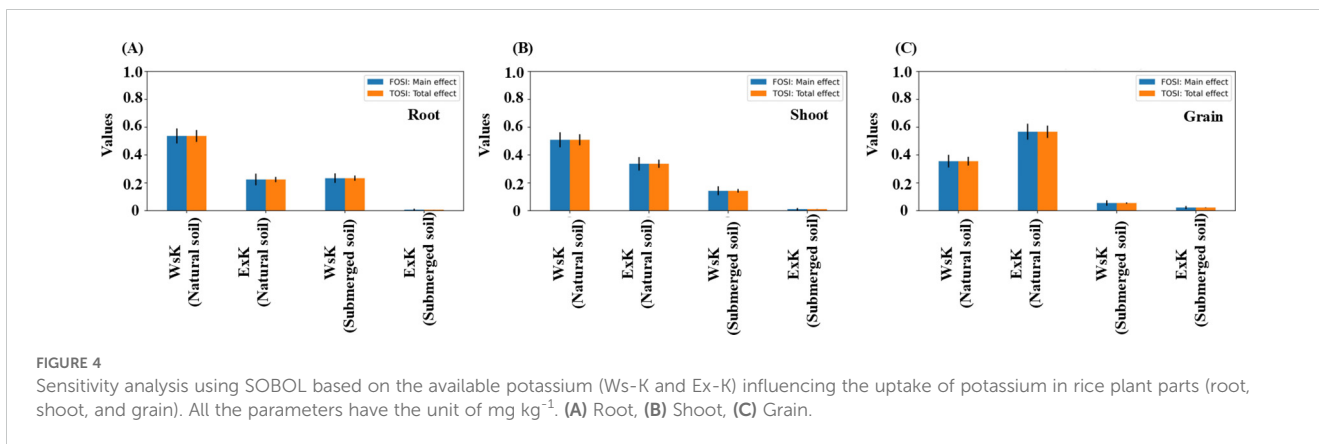 (A)
1.0
0.8
0.6
0.4
0.2
0
Values
FOSI: Main effect
TOSI: Total effect
Root
WsK
(Natural soil)
ExK
(Natural soil)
WsK
(Submerged soil)
ExK
(Submerged soil)
(B)
1.0
0.8
0.6
0.4
0.2
0
Values
FOSI: Main effect
TOSI: Total effect
Shoot
WsK
(Natural soil)
ExK
(Natural soil)
WsK
(Submerged soil)
ExK
(Submerged soil)
(C)
1.0
0.8
0.6
0.4
0.2
0
Values
FOSI: Main effect
TOSI: Total effect
Grain
WsK
(Natural soil)
ExK
(Natural soil)
WsK
(Submerged soil)
ExK
(Submerged soil)
FIGURE 4
Sensitivity analysis using SOBOL based on the available potassium (Ws-K and Ex-K) influencing the uptake of potassium in rice plant parts (root,
shoot, and grain). All the parameters have the unit of mg kg⁻¹. (A) Root, (B) Shoot, (C) Grain.